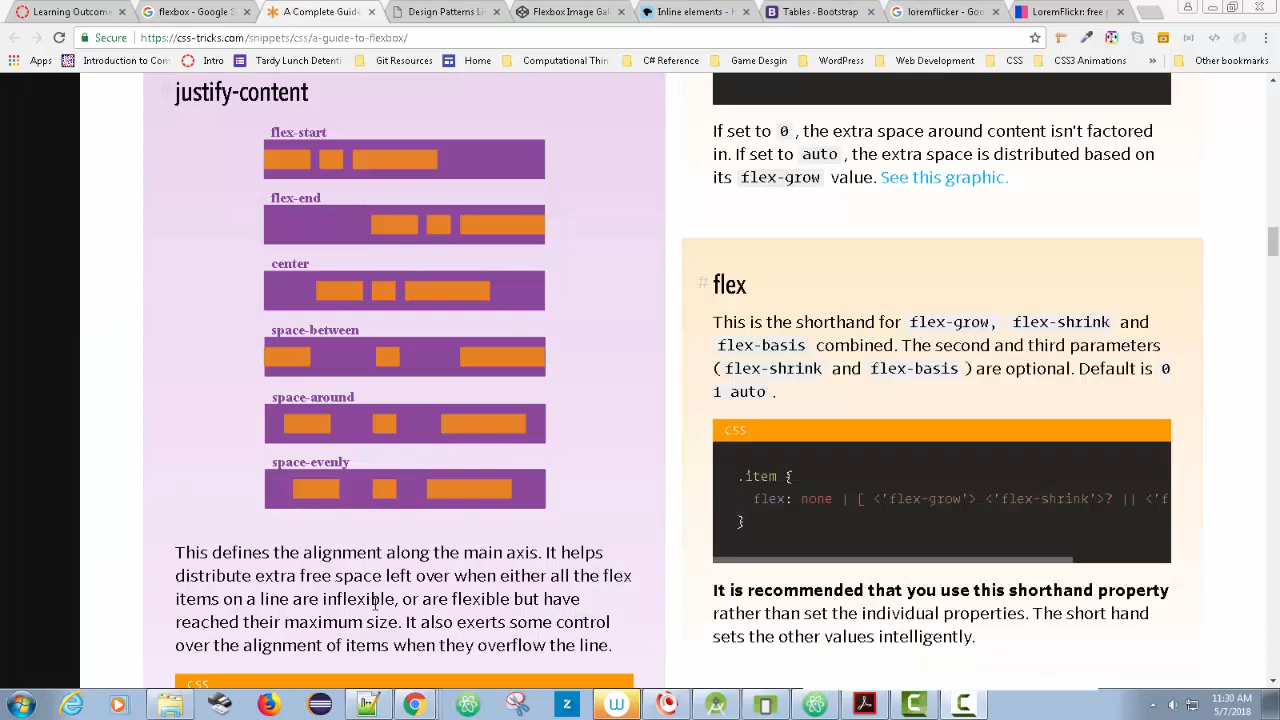 Learning Outcome
flexbox - Google S
A Complete Guide
Design Patterns Li
Flexbox Image Gal
Inline elements - H
Tables - Bootstrap
loremflicker - Goo
LoremFlickr: free p
Secure
https://css-tricks.com/snippets/css/a-guide-to-flexbox/
Apps
Introduction to Com
Intro
Tardy Lunch Detent
Git Resources
Home
Computational Thin
C# Reference
Game Desgin
WordPress
Web Development
CSS
CSS3 Animations
»
Other bookmarks
# justify-content
flex-start
flex-end
center
space-between
space-around
space-evenly
This defines the alignment along the main axis. It helps
distribute extra free space left over when either all the flex
items on a line are inflexible, or are flexible but have
reached their maximum size. It also exerts some control
over the alignment of items when they overflow the line.
CSS
If set to 0 , the extra space around content isn't factored
in. If set to auto , the extra space is distributed based on
its flex-grow value. See this graphic.
# flex
This is the shorthand for flex-grow, flex-shrink and
flex-basis combined. The second and third parameters
( flex-shrink and flex-basis ) are optional. Default is 0
1 auto .
CSS
.item {
flex: none | [ <'flex-grow'> <'flex-shrink'>? || <'f
}
It is recommended that you use this shorthand property
rather than set the individual properties. The short hand
sets the other values intelligently.
11:30 AM
5/7/2018